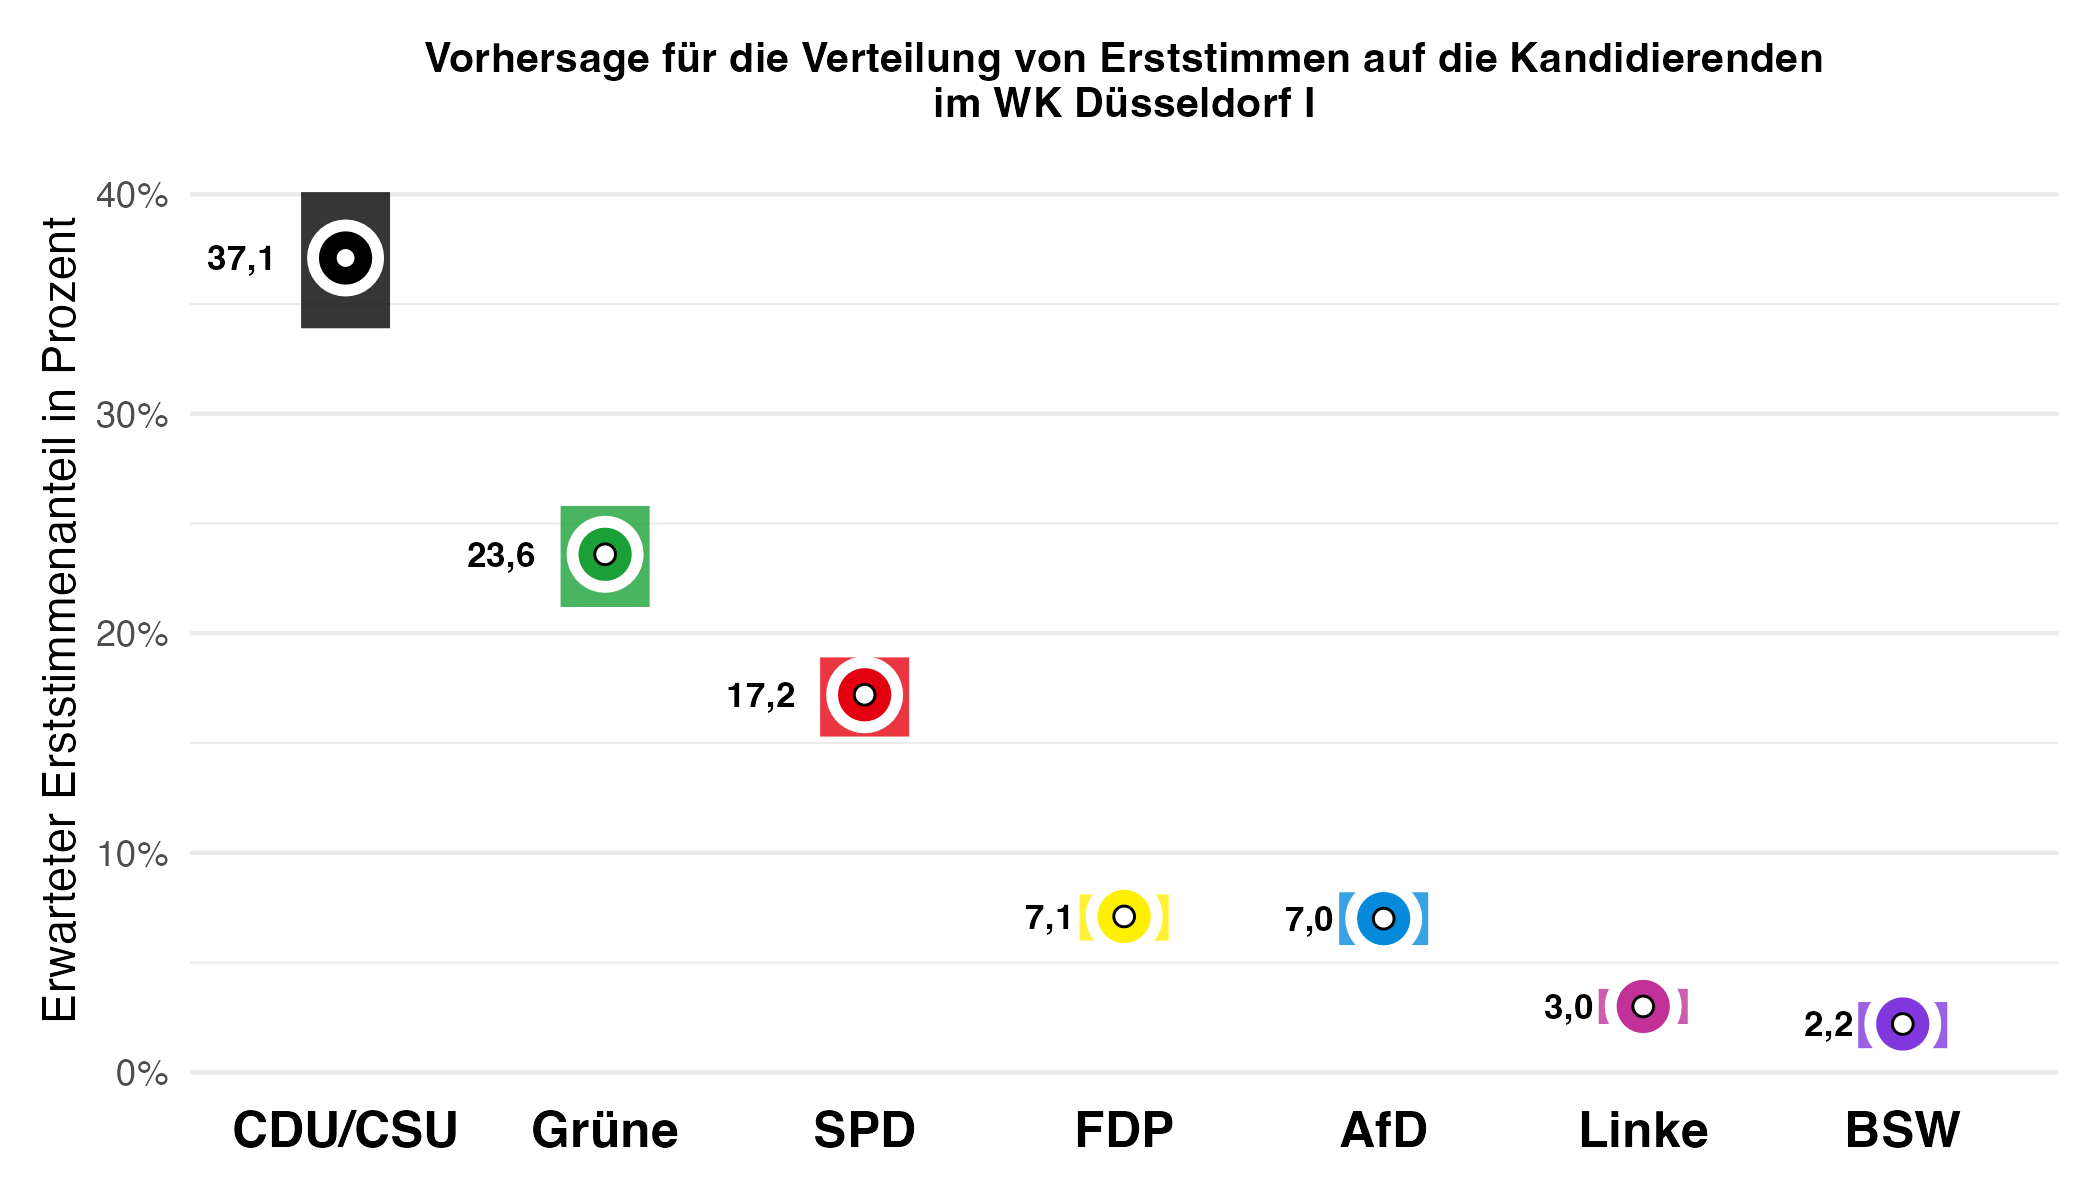 Vorhersage für die Verteilung von Erststimmen auf die Kandidierenden
im WK Düsseldorf I
Erwarteter Erststimmenanteil in Prozent
40%
30%
20%
10%
0%
37,1
23,6
17,2
7,1
7,0
3,0
2,2
CDU/CSU
Grüne
SPD
FDP
AfD
Linke
BSW